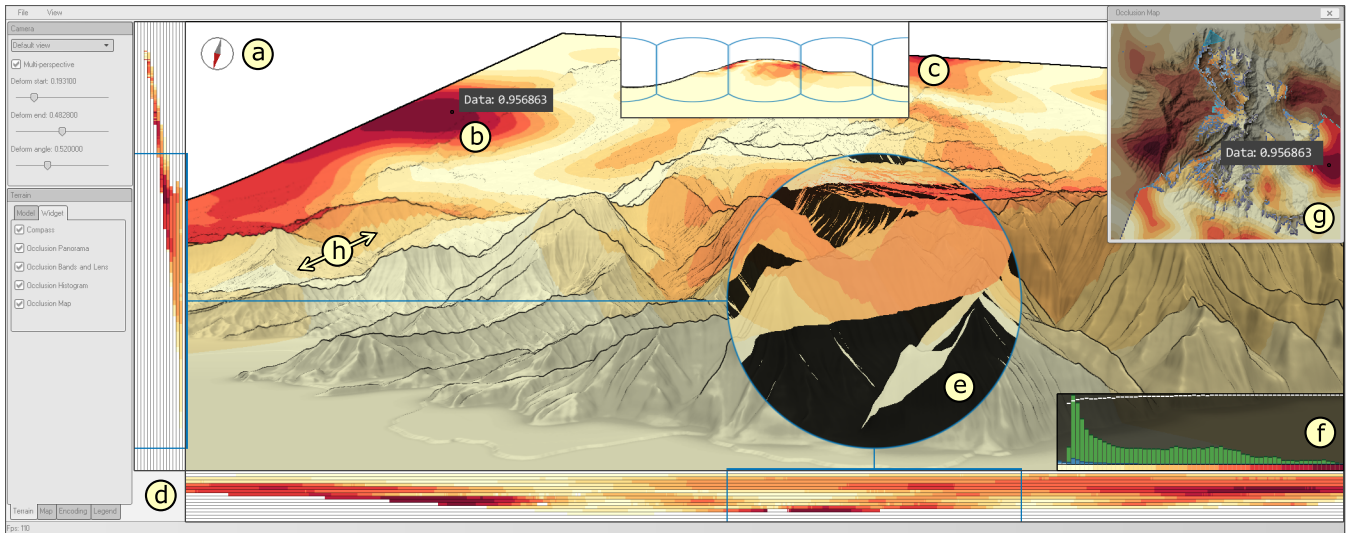 File View
Camera
Default view
Multi-perspective
Deform start: 0.193100
Deform end: 0.482800
Deform angle: 0.520000
Terrain
Model Widget
Compass
Occlusion Panorama
Occlusion Bands and Lens
Occlusion Histogram
Occlusion Map
Terrain Map Encoding Legend
Fps: 110
a
Data: 0.956863
b
c
d
e
f
Occlusion Map
Data: 0.956863
g
h